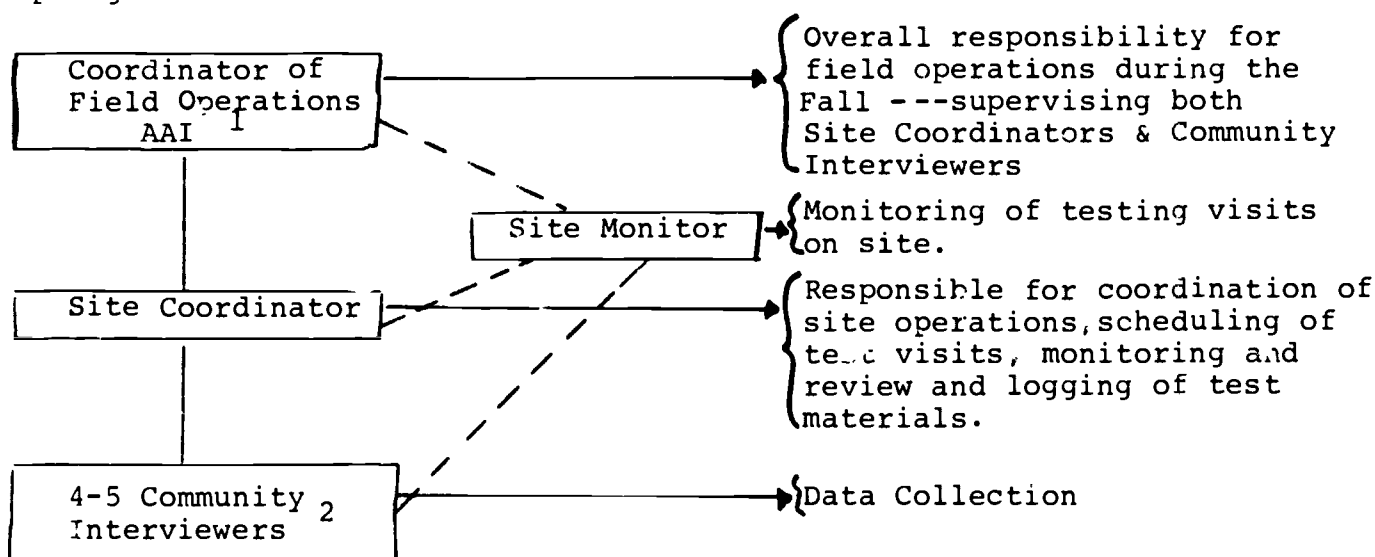 Coordinator of
Field Operations
AAI 1
Overall responsibility for
field operations during the
Fall ---supervising both
Site Coordinators & Community
Interviewers
Site Monitor
Monitoring of testing visits
on site.
Site Coordinator
Responsible for coordination of
site operations, scheduling of
visits, monitoring and
review and logging of test
materials.
4-5 Community 2
Interviewers
Data Collection